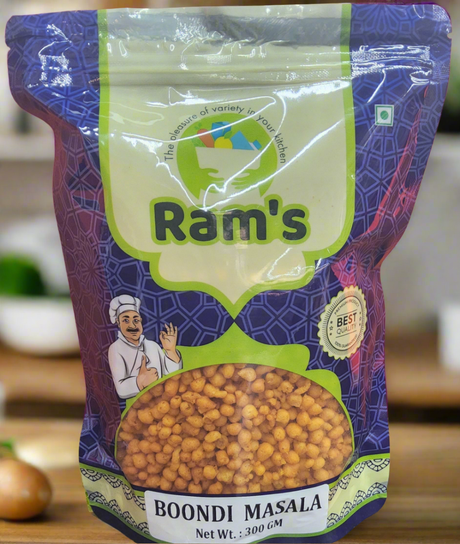 The pleasure of variety in your kitchen
Ram's
BEST
QUALITY
BOONDI MASALA
Net Wt. : 300 GM